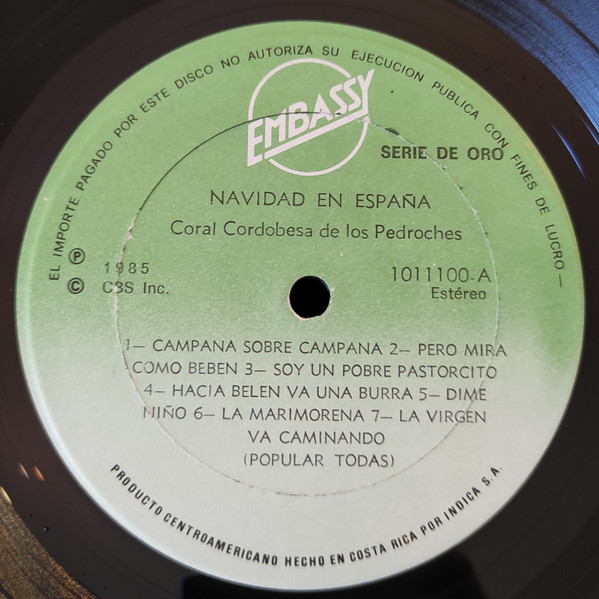 EL IMPORTE PAGADO POR ESTE DISCO NO AUTORIZA SU EJECUCION PUBLICA CON FINES DE LUCRO—
EMBASSY
SERIE DE ORO
NAVIDAD EN ESPAÑA
Coral Cordobesa de los Pedroches
℗ 1985
© CBS Inc.
1011100-A
Estéreo
1— CAMPANA SOBRE CAMPANA 2— PERO MIRA
COMO BEBEN 3— SOY UN POBRE PASTORCITO
4— HACIA BELEN VA UNA BURRA 5— DIME
NIÑO 6— LA MARIMORENA 7— LA VIRGEN
VA CAMINANDO
(POPULAR TODAS)
PRODUCTO CENTROAMERICANO HECHO EN COSTA RICA POR INDICA S.A.